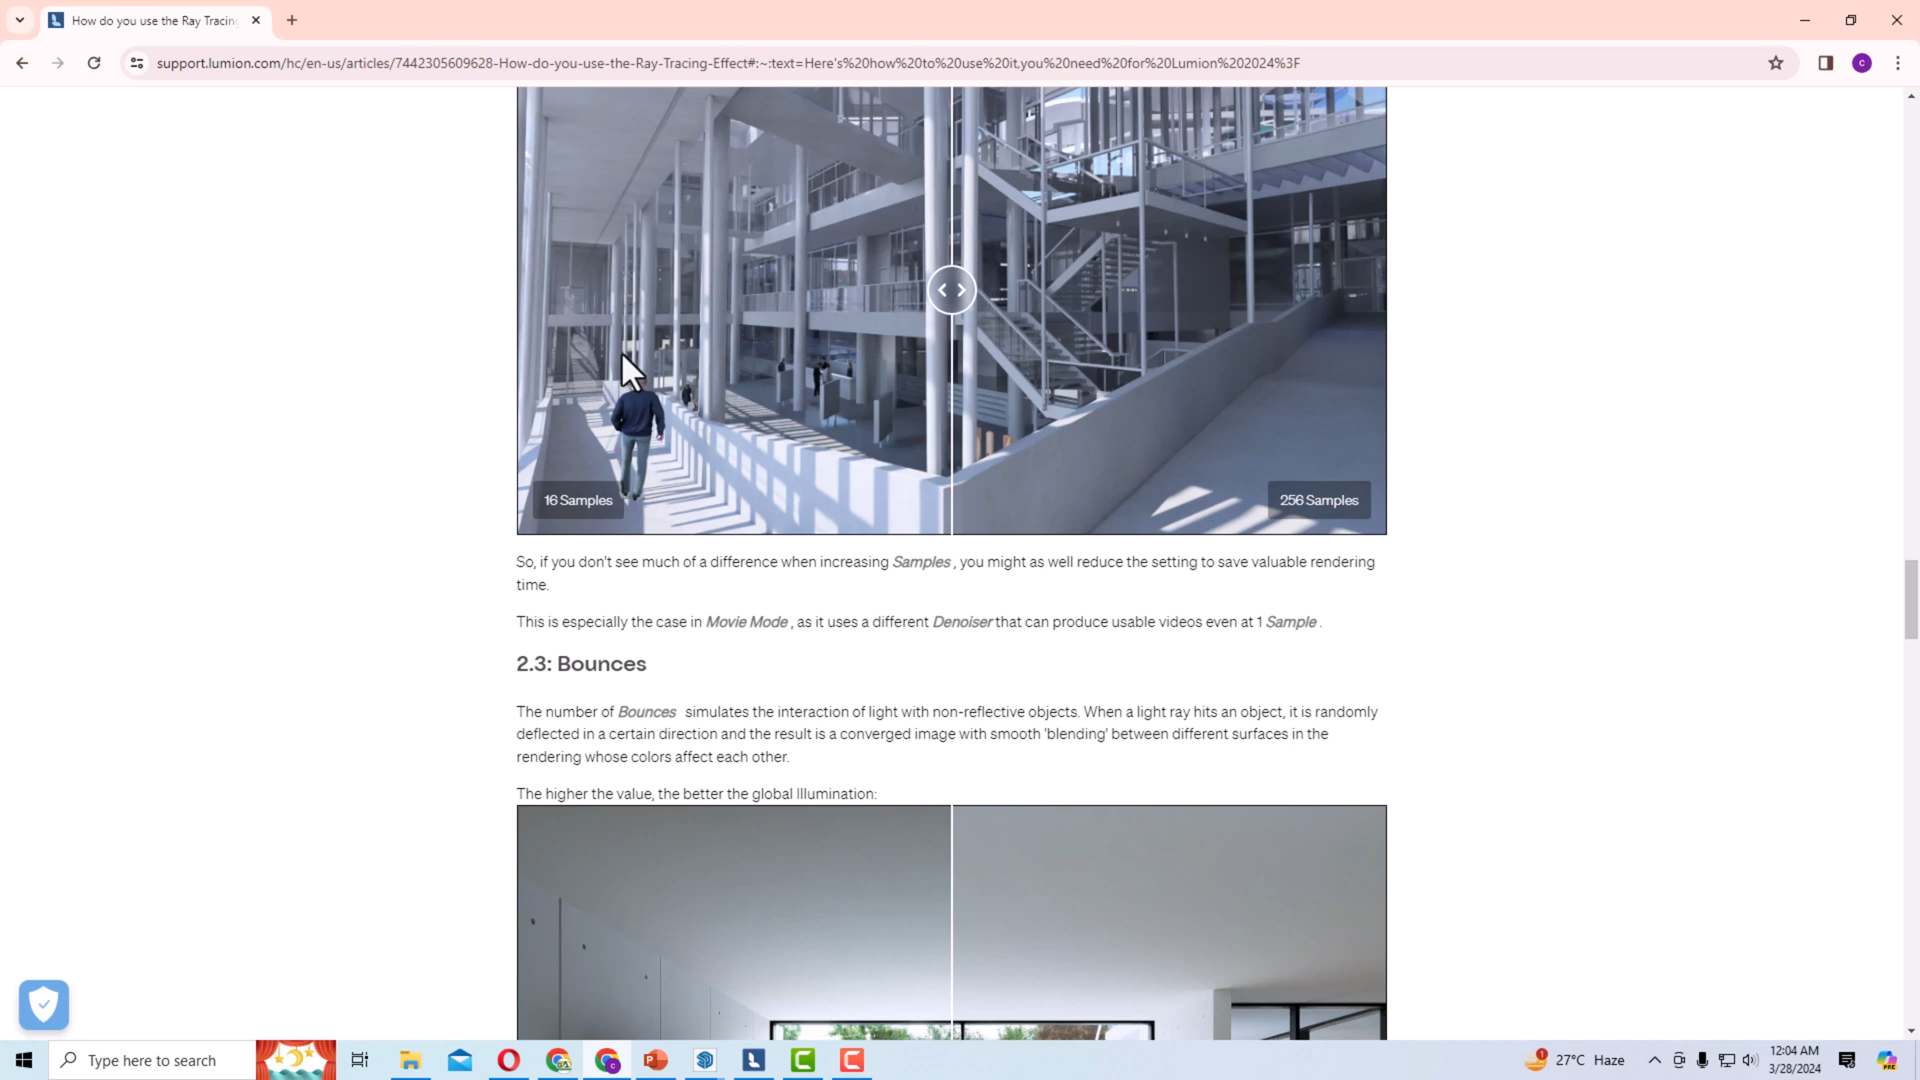 How do you use the Ray Tracing
support.lumion.com/hc/en-us/articles/7442305609628-How-do-you-use-the-Ray-Tracing-Effect#:~:text=Here's%20how%20to%20use%20it,you%20need%20for%20Lumion%202024%3F
c
16 Samples
256 Samples
So, if you don't see much of a difference when increasing Samples , you might as well reduce the setting to save valuable rendering
time.
This is especially the case in Movie Mode , as it uses a different Denoiser that can produce usable videos even at 1 Sample .
2.3: Bounces
The number of Bounces simulates the interaction of light with non-reflective objects. When a light ray hits an object, it is randomly
deflected in a certain direction and the result is a converged image with smooth 'blending' between different surfaces in the
rendering whose colors affect each other.
The higher the value, the better the global Illumination:
Type here to search
1
27°C Haze
12:04 AM
3/28/2024
PRE